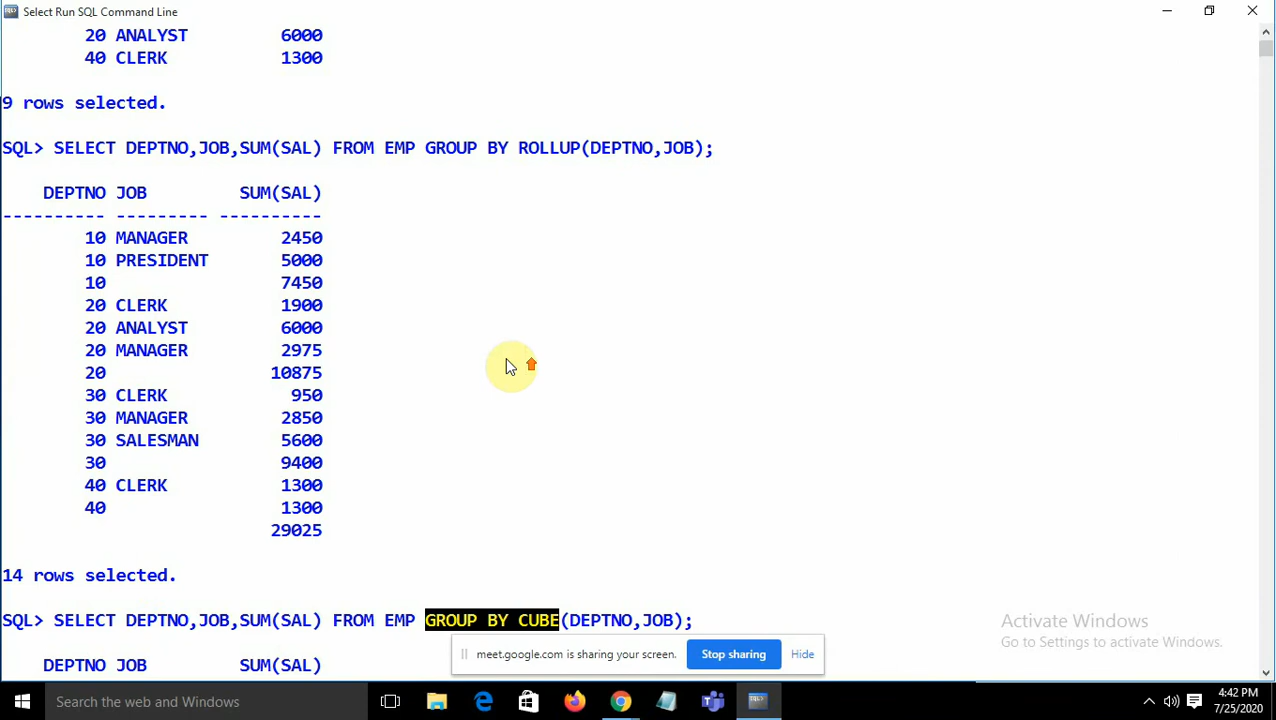 Select Run SQL Command Line
20 ANALYST 6000
40 CLERK 1300
9 rows selected.
SQL> SELECT DEPTNO,JOB,SUM(SAL) FROM EMP GROUP BY ROLLUP(DEPTNO,JOB);
DEPTNO JOB SUM(SAL)
---------- --------- ----------
10 MANAGER 2450
10 PRESIDENT 5000
10 7450
20 CLERK 1900
20 ANALYST 6000
20 MANAGER 2975
20 10875
30 CLERK 950
30 MANAGER 2850
30 SALESMAN 5600
30 9400
40 CLERK 1300
40 1300
29025
14 rows selected.
SQL> SELECT DEPTNO,JOB,SUM(SAL) FROM EMP GROUP BY CUBE(DEPTNO,JOB);
DEPTNO JOB SUM(SAL)
Activate Windows
Go to Settings to activate Windows.
meet.google.com is sharing your screen. Stop sharing Hide
Search the web and Windows
4:42 PM
7/25/2020